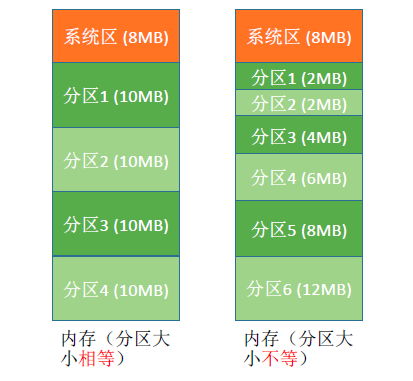 系统区 (8MB)
分区1 (10MB)
分区2 (10MB)
分区3 (10MB)
分区4 (10MB)
内存（分区大
小相等）
系统区 (8MB)
分区1 (2MB)
分区2 (2MB)
分区3 (4MB)
分区4 (6MB)
分区5 (8MB)
分区6 (12MB)
内存（分区大
小不等）